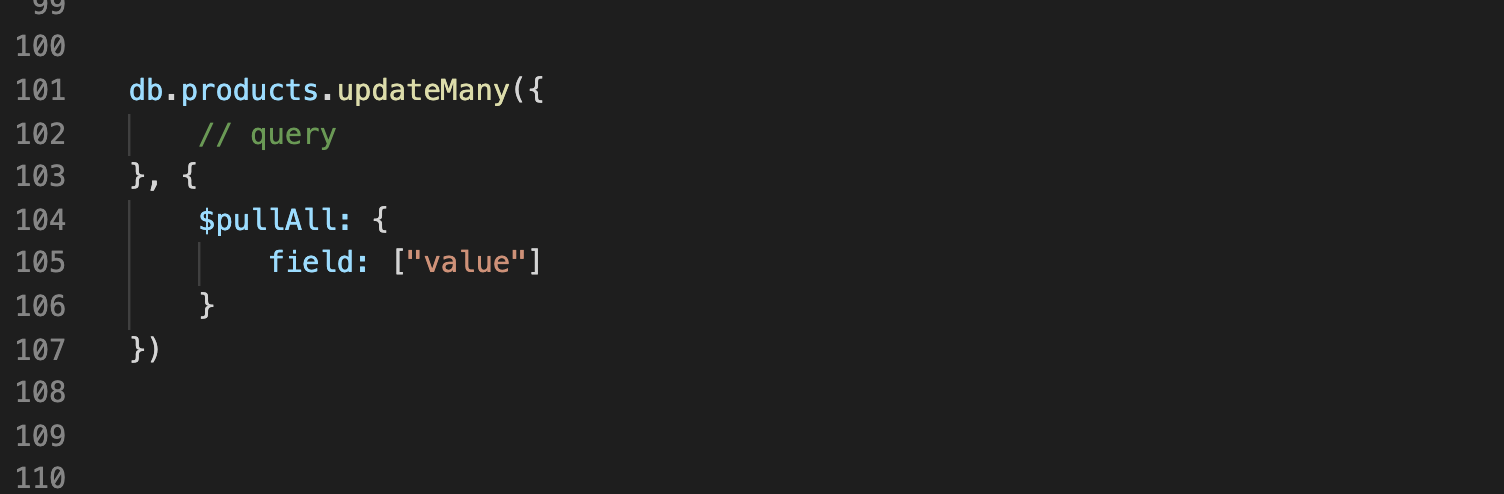 99
100
101 db.products.updateMany({
102     // query
103 }, {
104     $pullAll: {
105         field: ["value"]
106     }
107 })
108
109
110